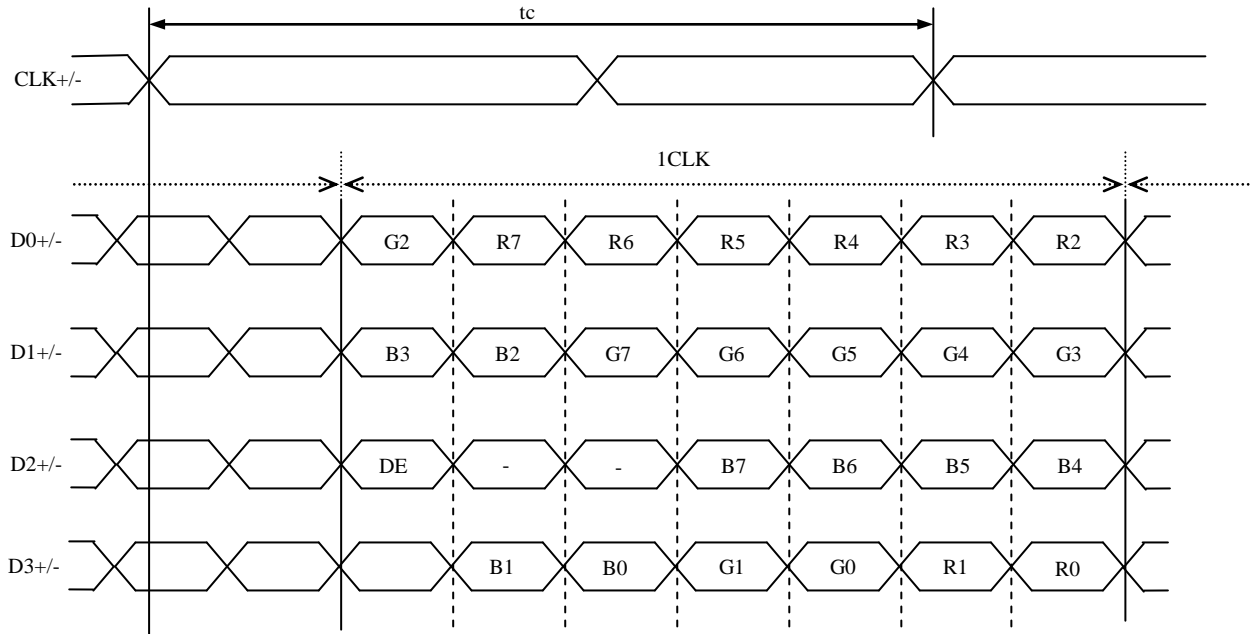 tc
CLK+/-
1CLK
D0+/- G2 R7 R6 R5 R4 R3 R2
D1+/- B3 B2 G7 G6 G5 G4 G3
D2+/- DE - - B7 B6 B5 B4
D3+/- B1 B0 G1 G0 R1 R0